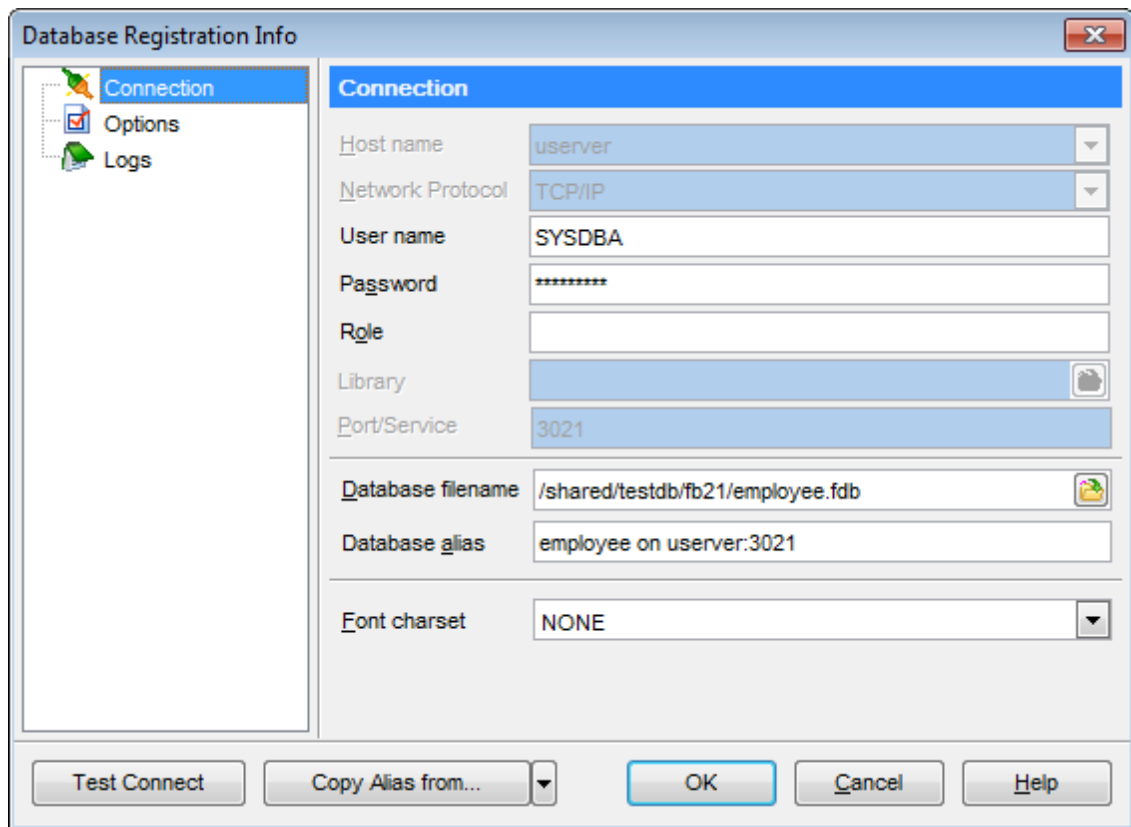 Database Registration Info
Connection
Options
Logs
Connection
Host name userver
Network Protocol TCP/IP
User name SYSDBA
Password *********
Role
Library
Port/Service 3021
Database filename /shared/testdb/fb21/employee.fdb
Database alias employee on userver:3021
Font charset NONE
Test Connect Copy Alias from... OK Cancel Help